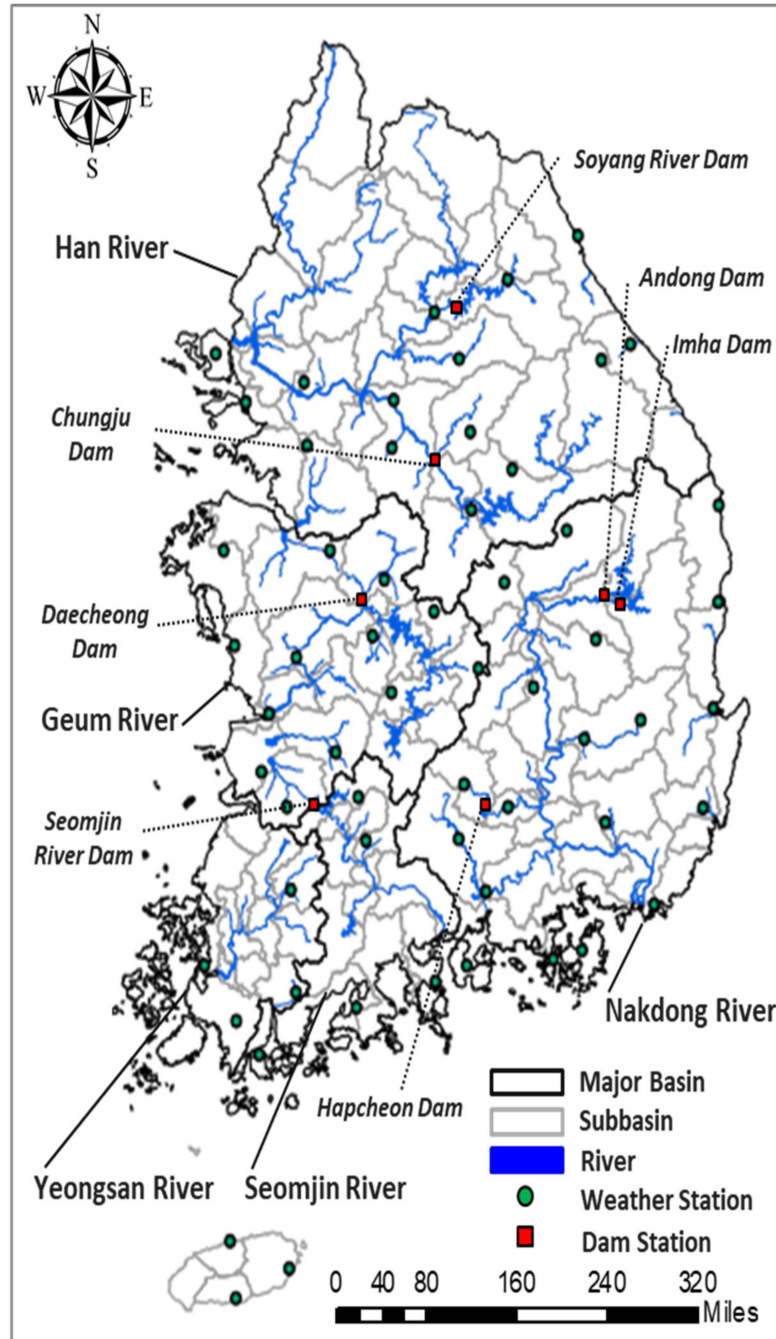 N
W
E
S
Soyang River Dam
Han River
Andong Dam
Imha Dam
Chungju
Dam
Daecheong
Dam
Geum River
Seomjin
River Dam
Nakdong River
Hapcheon Dam
Yeongsan River
Seomjin River
Major Basin
Subbasin
River
Weather Station
Dam Station
0 40 80 160 240 320
Miles